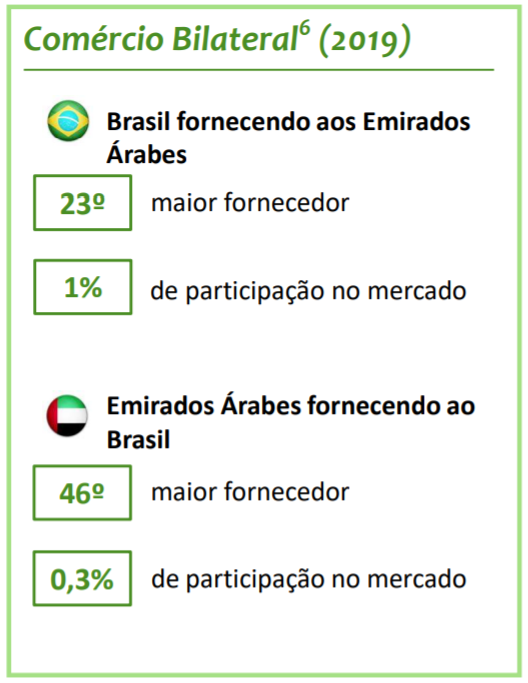 Comércio Bilateral⁶ (2019)
Brasil fornecendo aos Emirados
Árabes
23º maior fornecedor
1% de participação no mercado
Emirados Árabes fornecendo ao
Brasil
46º maior fornecedor
0,3% de participação no mercado